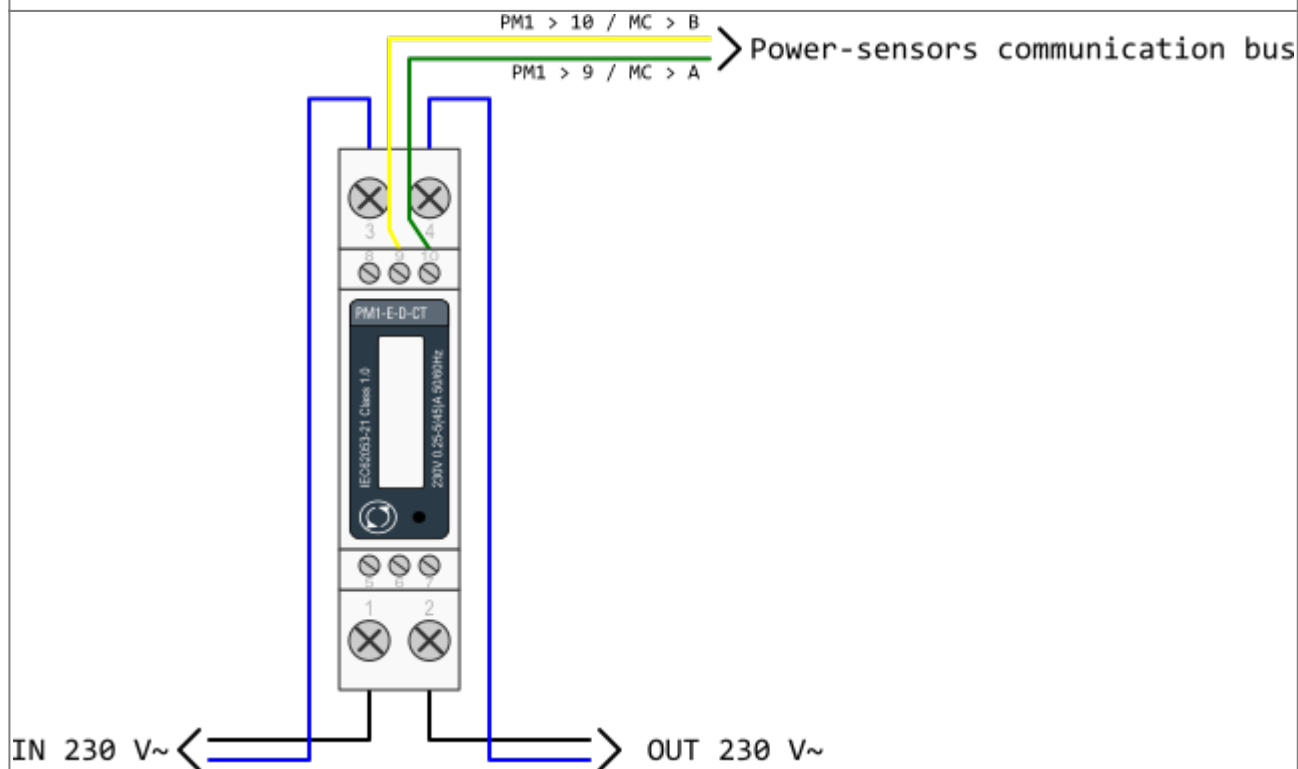 PM1 > 10 / MC > B
Power-sensors communication bus
PM1 > 9 / MC > A
3 4
8 9 10
PM1-E-D-CT
IEC62053-21 Class 1.0
230V 0.25-5(45)A 50/60Hz
5 6 7
1 2
IN 230 V~
OUT 230 V~